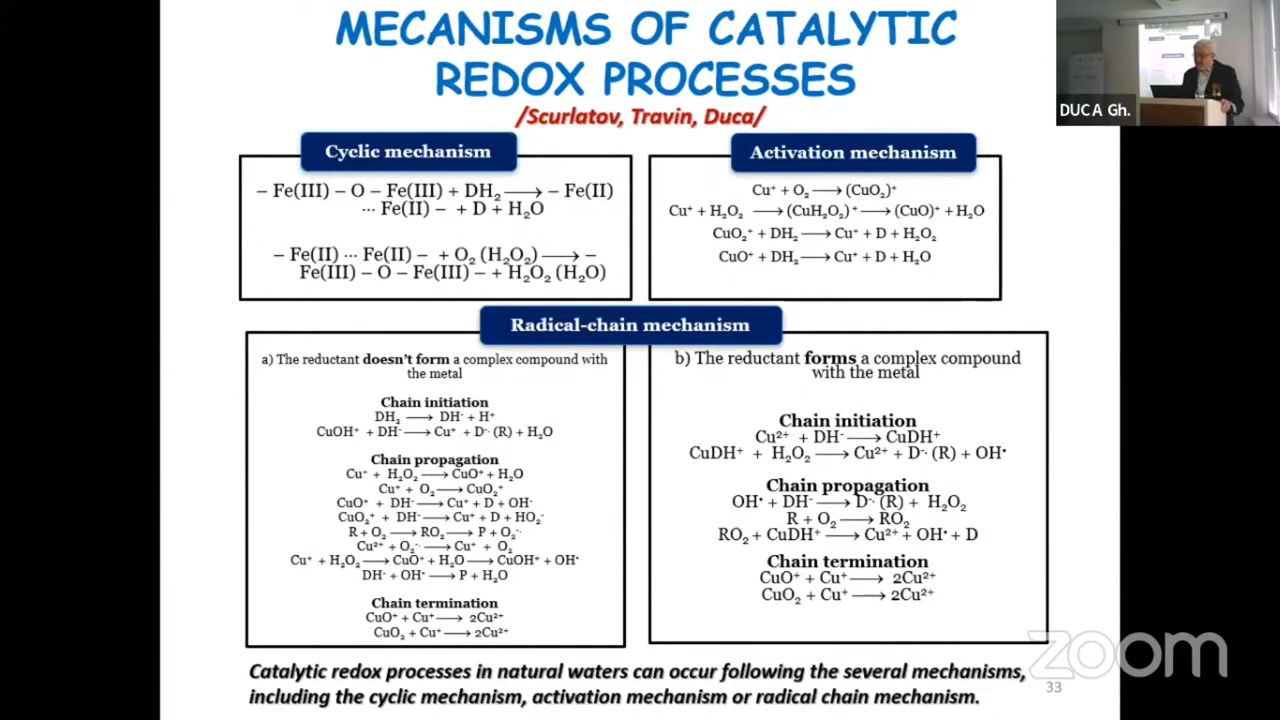 MECANISMS OF CATALYTIC
REDOX PROCESSES
/Scurlatov, Travin, Duca/
DUCA Gh.
Cyclic mechanism
– Fe(III) – O – Fe(III) + DH₂ ⟶ – Fe(II)
··· Fe(II) – + D + H₂O
– Fe(II) ··· Fe(II) – + O₂ (H₂O₂) ⟶ –
Fe(III) – O – Fe(III) – + H₂O₂ (H₂O)
Activation mechanism
Cu⁺ + O₂ ⟶ (CuO₂)⁺
Cu⁺ + H₂O₂ ⟶ (CuH₂O₂)⁺ ⟶ (CuO)⁺ + H₂O
CuO₂⁺ + DH₂ ⟶ Cu⁺ + D + H₂O₂
CuO⁺ + DH₂ ⟶ Cu⁺ + D + H₂O
Radical-chain mechanism
a) The reductant doesn't form a complex compound with
the metal
Chain initiation
DH₂ ⟶ DH⁻ + H⁺
CuOH⁺ + DH⁻ ⟶ Cu⁺ + D⁻· (R) + H₂O
Chain propagation
Cu⁺ + H₂O₂ ⟶ CuO⁺ + H₂O
Cu⁺ + O₂ ⟶ CuO₂⁺
CuO⁺ + DH⁻ ⟶ Cu⁺ + D + OH⁻
CuO₂⁺ + DH⁻ ⟶ Cu⁺ + D + HO₂⁻
R + O₂ ⟶ RO₂ ⟶ P + O₂⁻·
Cu²⁺ + O₂⁻· ⟶ Cu⁺ + O₂
Cu⁺ + H₂O₂ ⟶ CuO⁺ + H₂O ⟶ CuOH⁺ + OH•
DH⁻ + OH• ⟶ P + H₂O
Chain termination
CuO⁺ + Cu⁺ ⟶ 2Cu²⁺
CuO₂ + Cu⁺ ⟶ 2Cu²⁺
b) The reductant forms a complex compound
with the metal
Chain initiation
Cu²⁺ + DH⁻ ⟶ CuDH⁺
CuDH⁺ + H₂O₂ ⟶ Cu²⁺ + D⁻· (R) + OH•
Chain propagation
OH• + DH⁻ ⟶ D⁻· (R) + H₂O₂
R + O₂ ⟶ RO₂
RO₂ + CuDH⁺ ⟶ Cu²⁺ + OH• + D
Chain termination
CuO⁺ + Cu⁺ ⟶ 2Cu²⁺
CuO₂ + Cu⁺ ⟶ 2Cu²⁺
Catalytic redox processes in natural waters can occur following the several mechanisms,
including the cyclic mechanism, activation mechanism or radical chain mechanism.
zoom
33